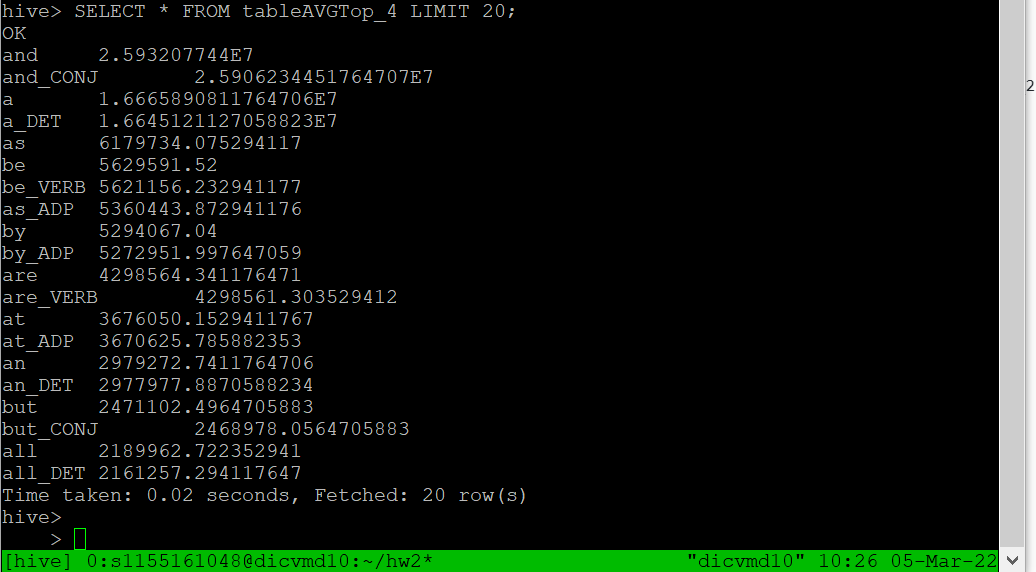 hive> SELECT * FROM tableAVGTop_4 LIMIT 20;
OK
and     2.593207744E7
and_CONJ        2.5906234451764707E7
a       1.6665890811764706E7
a_DET   1.6645121127058823E7
as      6179734.075294117
be      5629591.52
be_VERB 5621156.232941177
as_ADP  5360443.872941176
by      5294067.04
by_ADP  5272951.997647059
are     4298564.341176471
are_VERB        4298561.303529412
at      3676050.1529411767
at_ADP  3670625.785882353
an      2979272.7411764706
an_DET  2977977.8870588234
but     2471102.4964705883
but_CONJ        2468978.0564705883
all     2189962.722352941
all_DET 2161257.294117647
Time taken: 0.02 seconds, Fetched: 20 row(s)
hive>
    >
[hive] 0:s1155161048@dicvmd10:~/hw2*                     "dicvmd10" 10:26 05-Mar-22
2